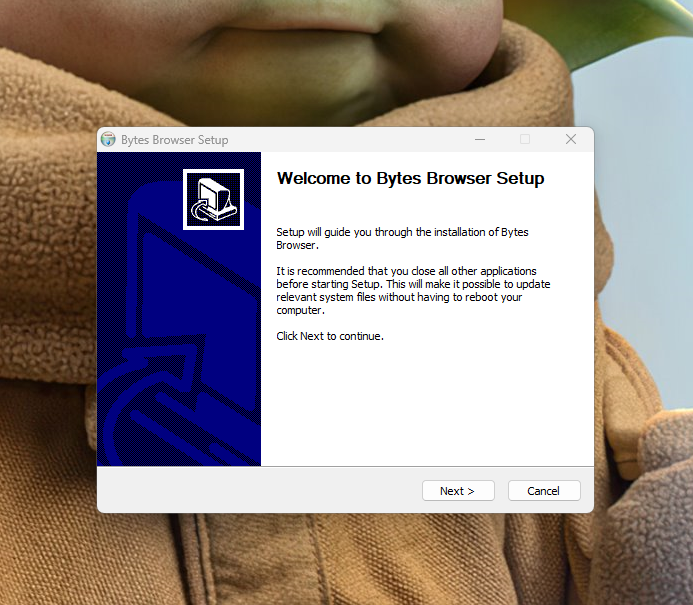 Bytes Browser Setup
Welcome to Bytes Browser Setup
Setup will guide you through the installation of Bytes
Browser.
It is recommended that you close all other applications
before starting Setup. This will make it possible to update
relevant system files without having to reboot your
computer.
Click Next to continue.
Next >
Cancel